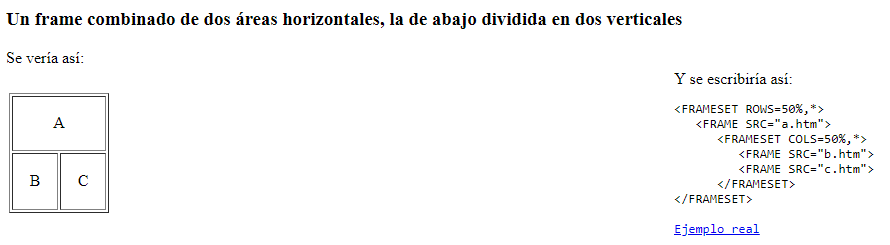 Un frame combinado de dos áreas horizontales, la de abajo dividida en dos verticales
Se vería así:
A
B C
Y se escribiría así:
<FRAMESET ROWS=50%,*>
   <FRAME SRC="a.htm">
      <FRAMESET COLS=50%,*>
         <FRAME SRC="b.htm">
         <FRAME SRC="c.htm">
      </FRAMESET>
</FRAMESET>
Ejemplo real